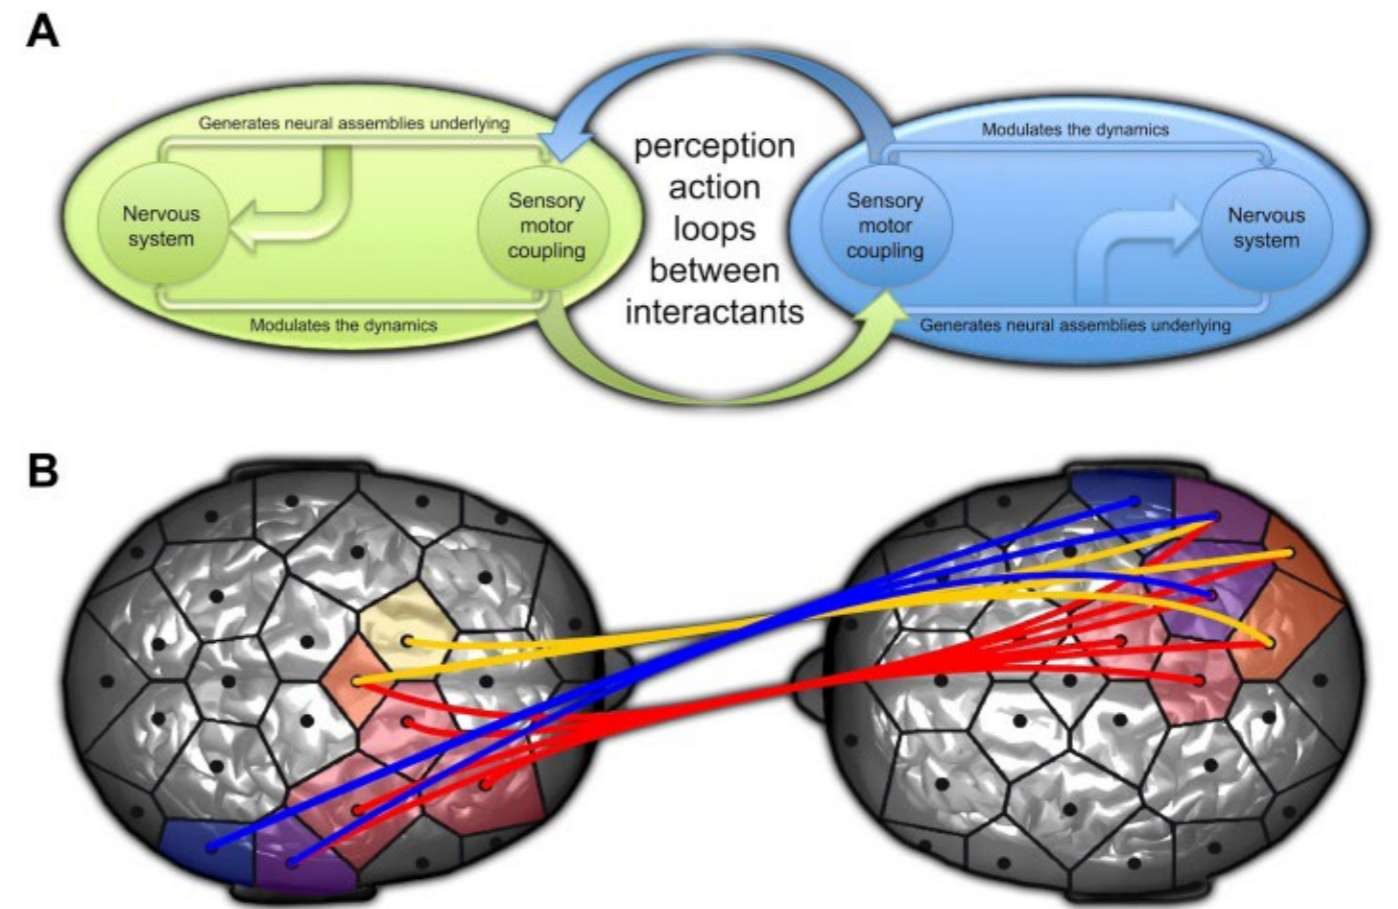 A
Generates neural assemblies underlying
Nervous
system
Sensory
motor
coupling
Modulates the dynamics
perception
action
loops
between
interactants
Modulates the dynamics
Sensory
motor
coupling
Nervous
system
Generates neural assemblies underlying
B